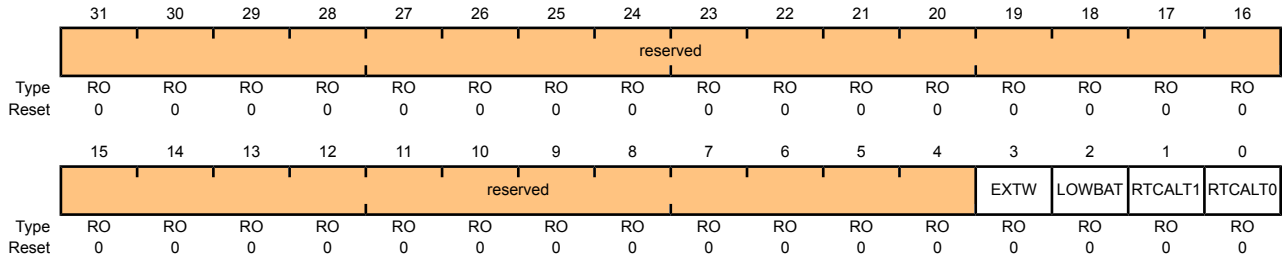 31 30 29 28 27 26 25 24 23 22 21 20 19 18 17 16
reserved
Type RO RO RO RO RO RO RO RO RO RO RO RO RO RO RO RO
Reset 0 0 0 0 0 0 0 0 0 0 0 0 0 0 0 0
15 14 13 12 11 10 9 8 7 6 5 4 3 2 1 0
reserved EXTW LOWBAT RTCALT1 RTCALT0
Type RO RO RO RO RO RO RO RO RO RO RO RO RO RO RO RO
Reset 0 0 0 0 0 0 0 0 0 0 0 0 0 0 0 0